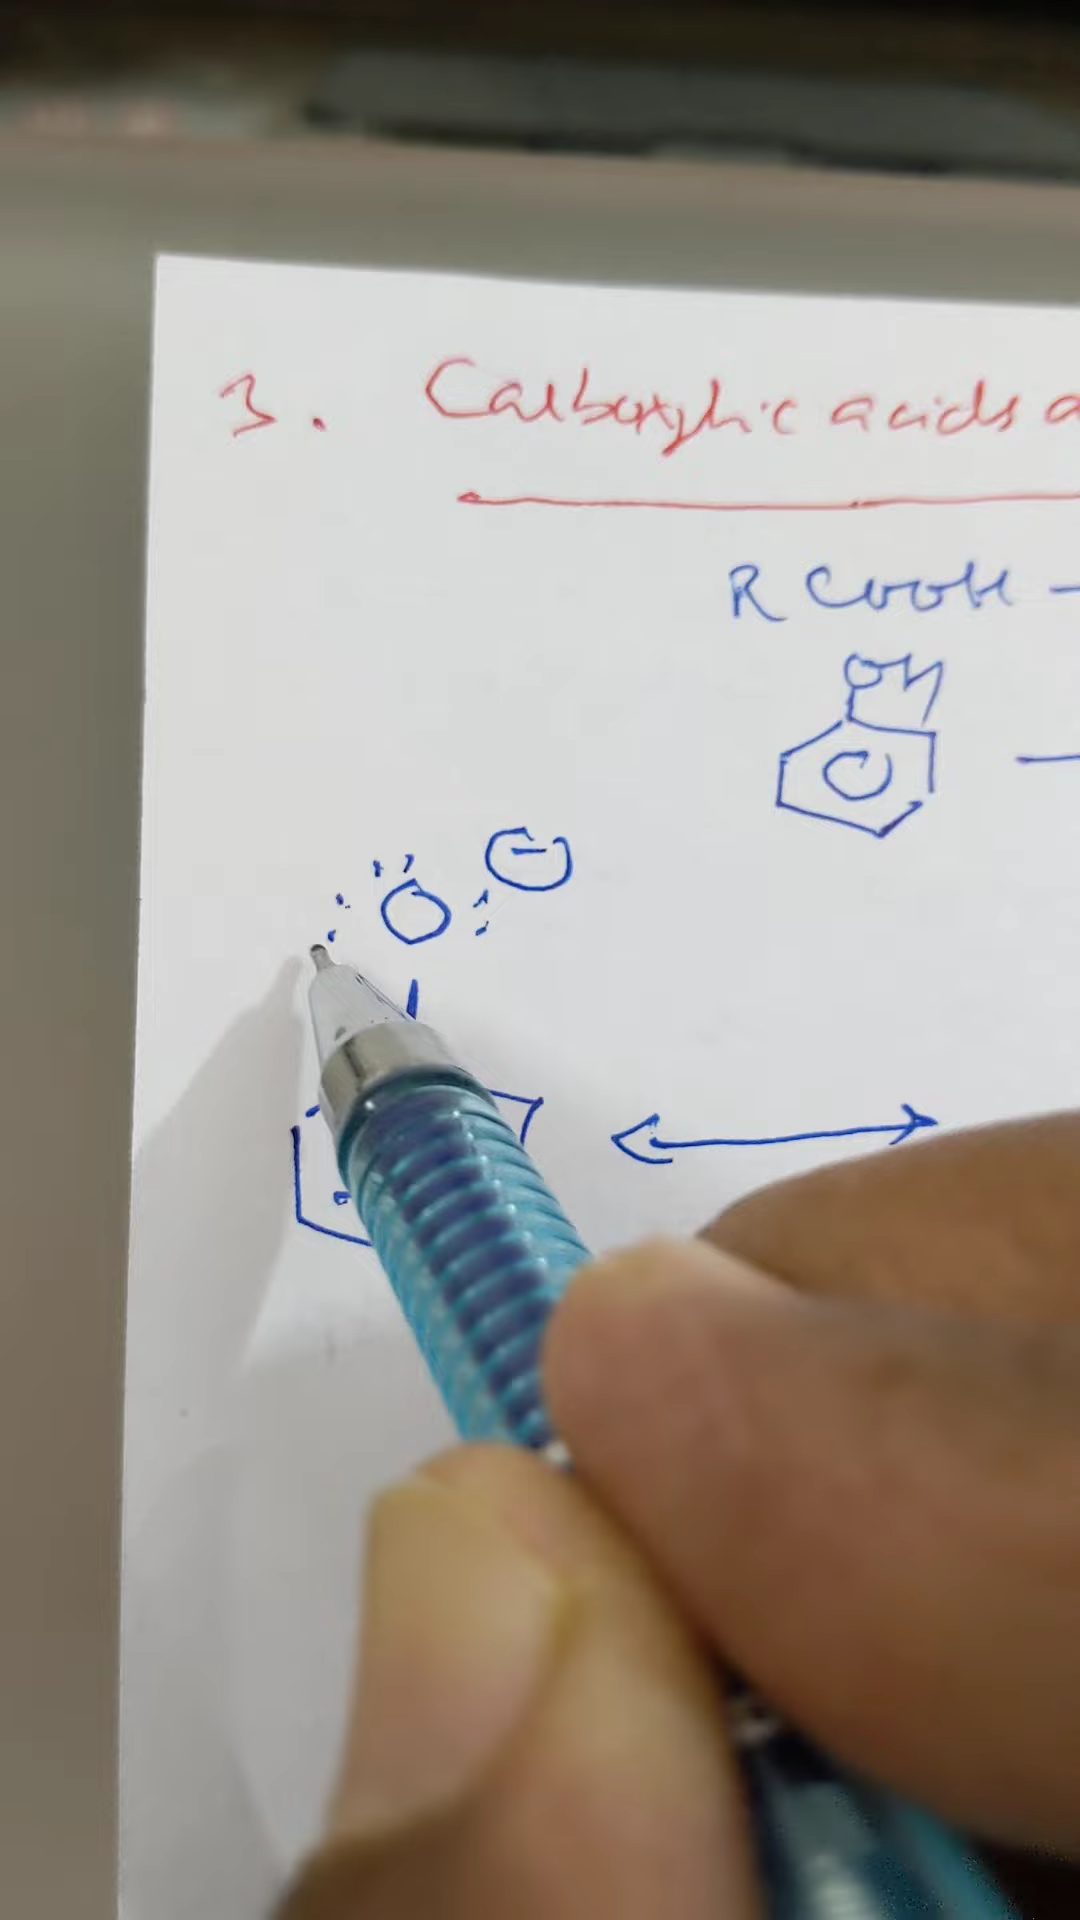 3. Carboxylic acids a
R COOH —
OH
O